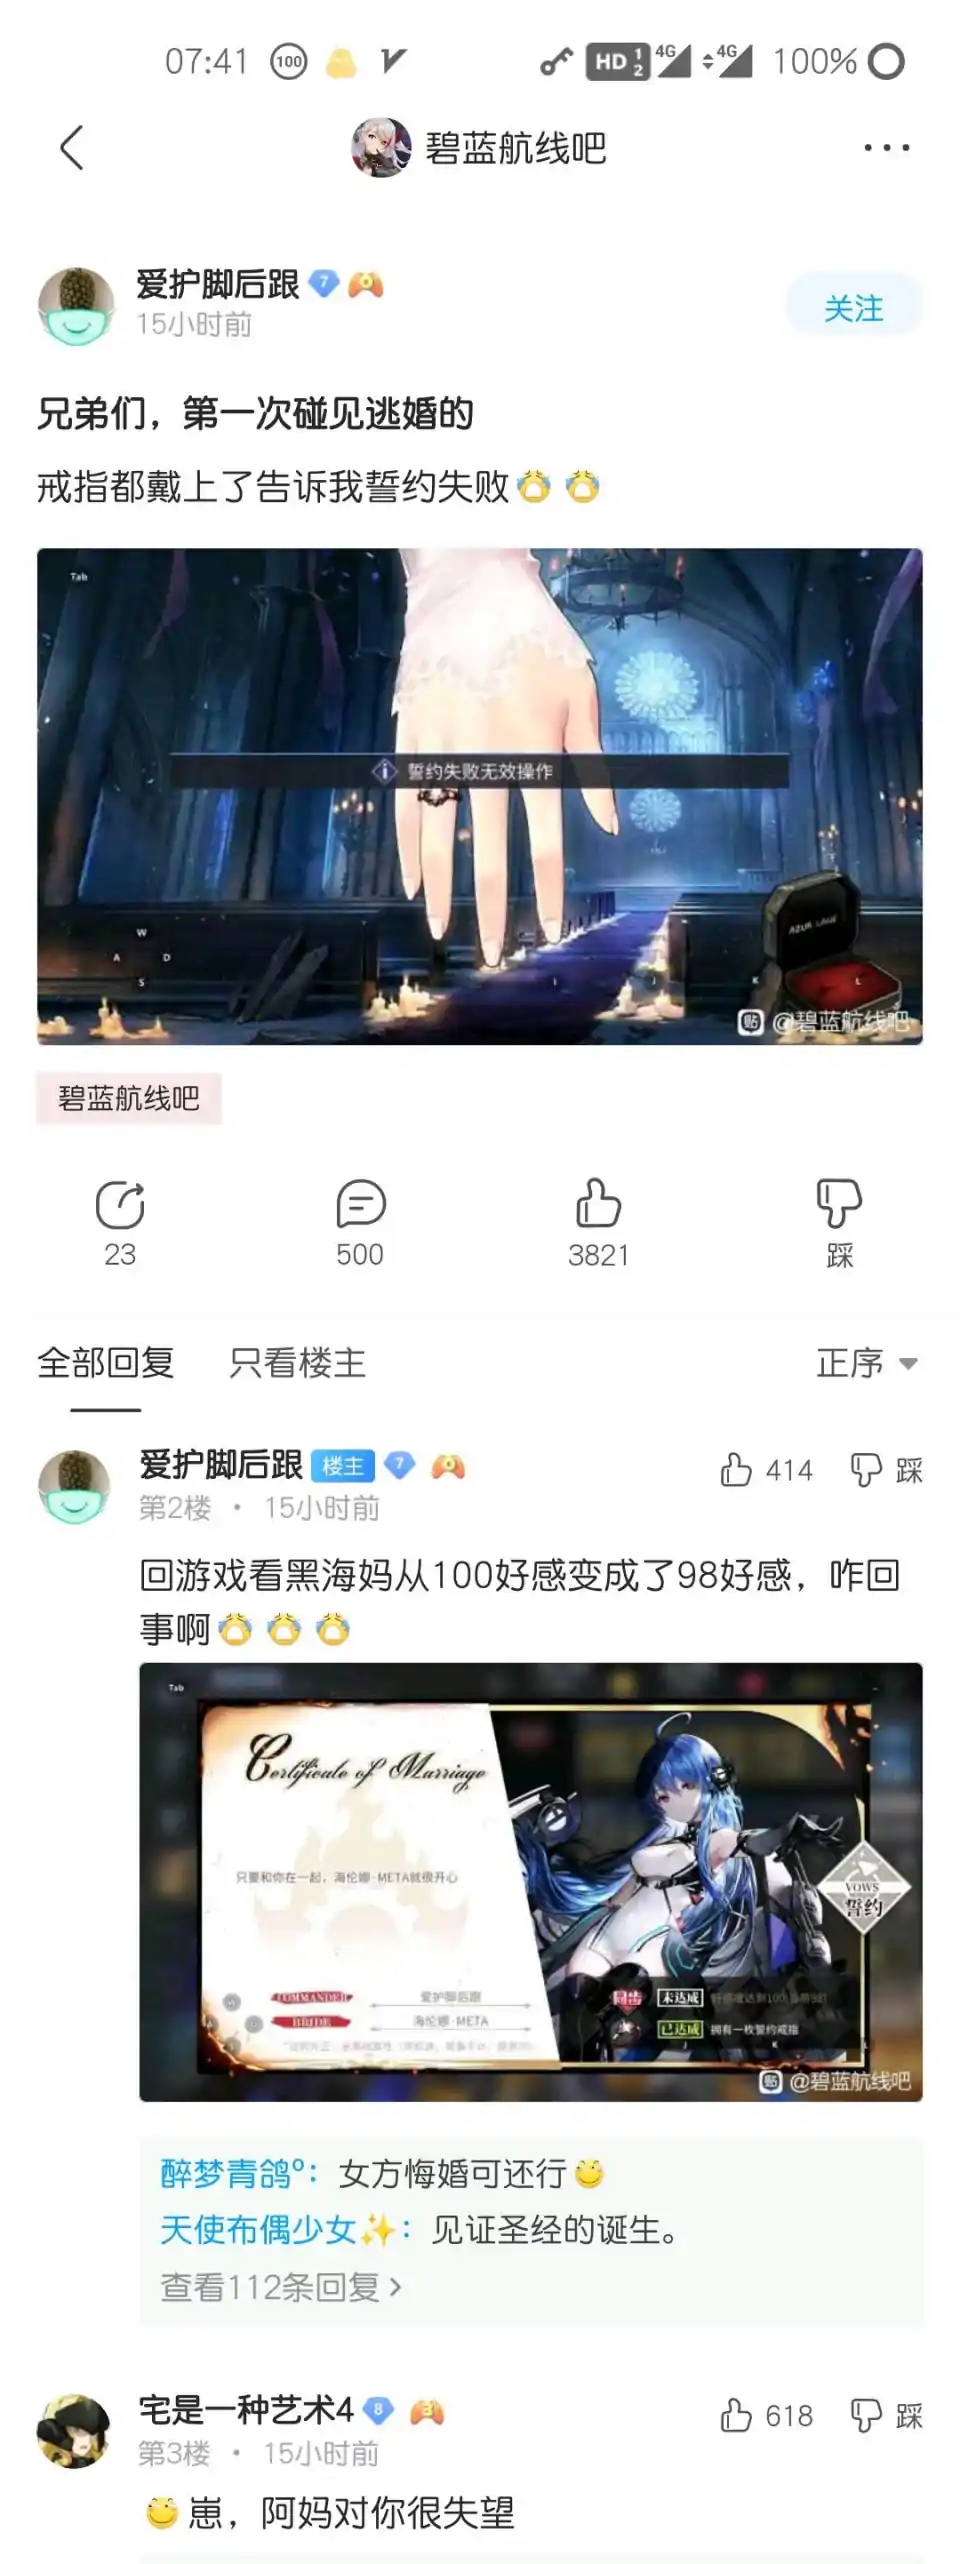 07:41
100
HD 1 2
4G
4G
100%
碧蓝航线吧
爱护脚后跟
7
6
15小时前
关注
兄弟们，第一次碰见逃婚的
戒指都戴上了告诉我誓约失败
Tab
誓约失败无效操作
W
A
D
S
I
J
K
L
AZUR LANE
贴 @碧蓝航线吧
碧蓝航线吧
23
500
3821
踩
全部回复
只看楼主
正序
爱护脚后跟
楼主
7
6
414
踩
第2楼 · 15小时前
回游戏看黑海妈从100好感变成了98好感，咋回
事啊
Tab
Certificate of Marriage
只要和你在一起，海伦娜·META就很开心
VOWS
誓约
COMMANDER
爱护脚后跟
BRIDE
海伦娜·META
未达成
已达成
拥有一枚誓约戒指
贴 @碧蓝航线吧
醉梦青鸽º：女方悔婚可还行
天使布偶少女✨：见证圣经的诞生。
查看112条回复 >
宅是一种艺术4
8
3
618
踩
第3楼 · 15小时前
崽，阿妈对你很失望